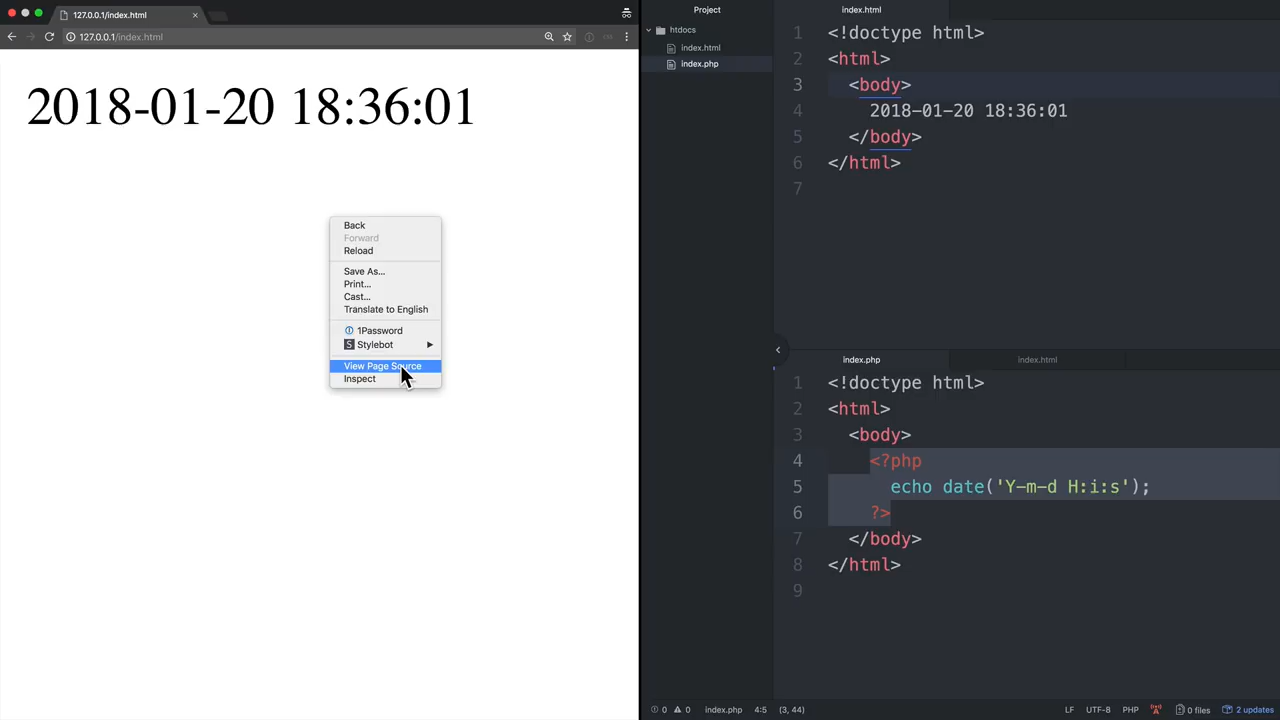 127.0.0.1/index.html
127.0.0.1/index.html
2018-01-20 18:36:01
Back
Forward
Reload
Save As...
Print...
Cast...
Translate to English
1Password
Stylebot
View Page Source
Inspect
Project
htdocs
index.html
index.php
index.html
1 <!doctype html>
2 <html>
3 <body>
4 2018-01-20 18:36:01
5 </body>
6 </html>
7
index.php index.html
1 <!doctype html>
2 <html>
3 <body>
4 <?php
5 echo date('Y-m-d H:i:s');
6 ?>
7 </body>
8 </html>
9
0 0 index.php 4:5 (3, 44) LF UTF-8 PHP 0 files 2 updates